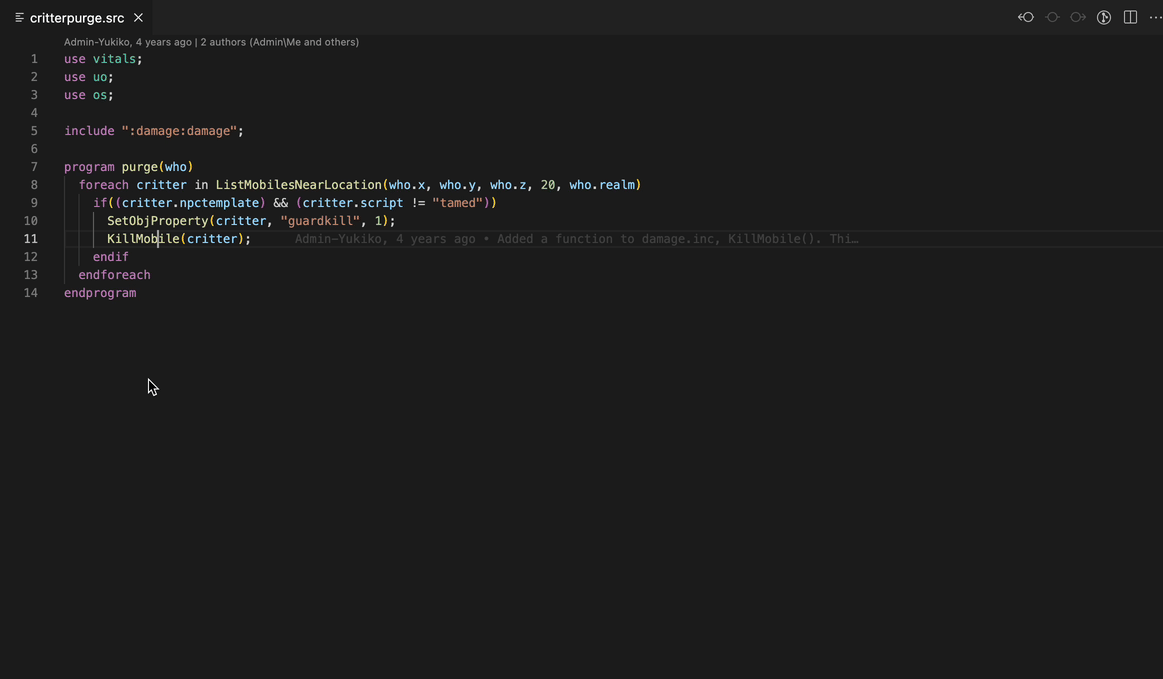 critterpurge.src
Admin-Yukiko, 4 years ago | 2 authors (Admin\Me and others)
1 use vitals;
2 use uo;
3 use os;
4
5 include ":damage:damage";
6
7 program purge(who)
8 foreach critter in ListMobilesNearLocation(who.x, who.y, who.z, 20, who.realm)
9 if((critter.npctemplate) && (critter.script != "tamed"))
10 SetObjProperty(critter, "guardkill", 1);
11 KillMobile(critter); Admin-Yukiko, 4 years ago • Added a function to damage.inc, KillMobile(). Thi…
12 endif
13 endforeach
14 endprogram